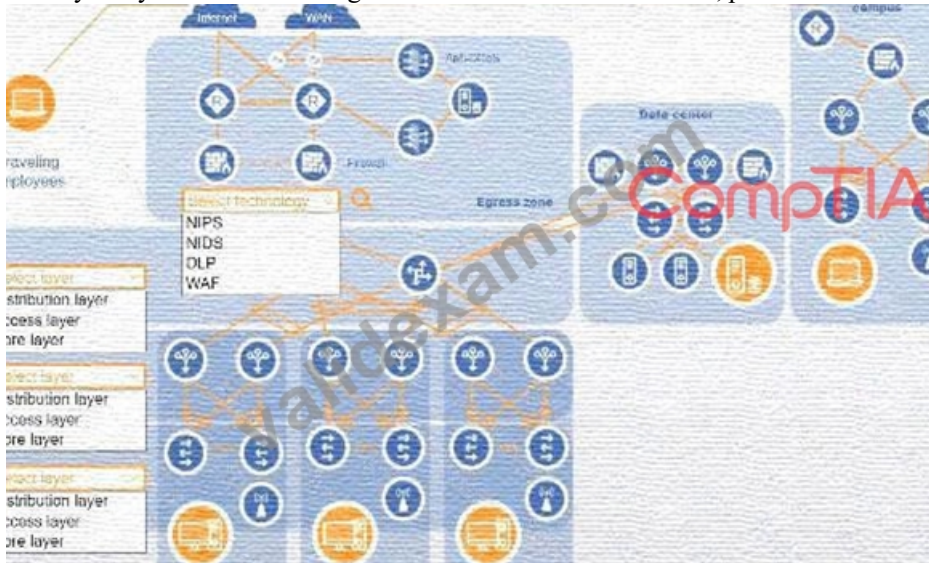 Internet
WAN
campus
Data center
raveling
mployees
Firewall
Select technology
Egress zone
NIPS
NIDS
DLP
WAF
CompTIA
validexam.com
elect layer
stribution layer
ccess layer
ore layer
elect layer
stribution layer
ccess layer
ore layer
elect layer
stribution layer
ccess layer
ore layer